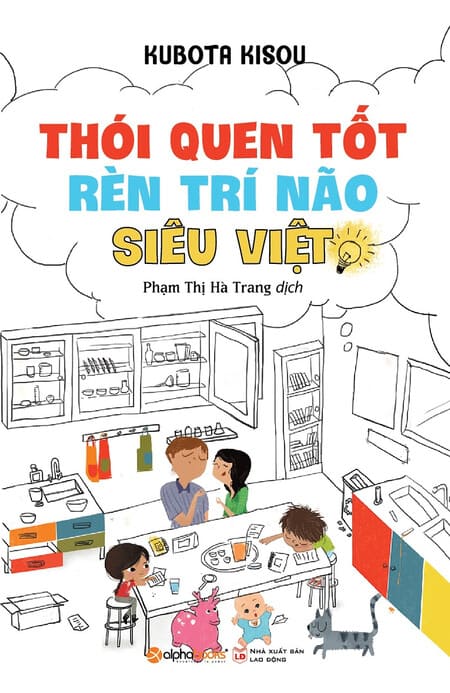 KUBOTA KISOU
THÓI QUEN TỐT
RÈN TRÍ NÃO
SIÊU VIỆT
Phạm Thị Hà Trang dịch
alphabooks
LĐ
NHÀ XUẤT BẢN
LAO ĐỘNG